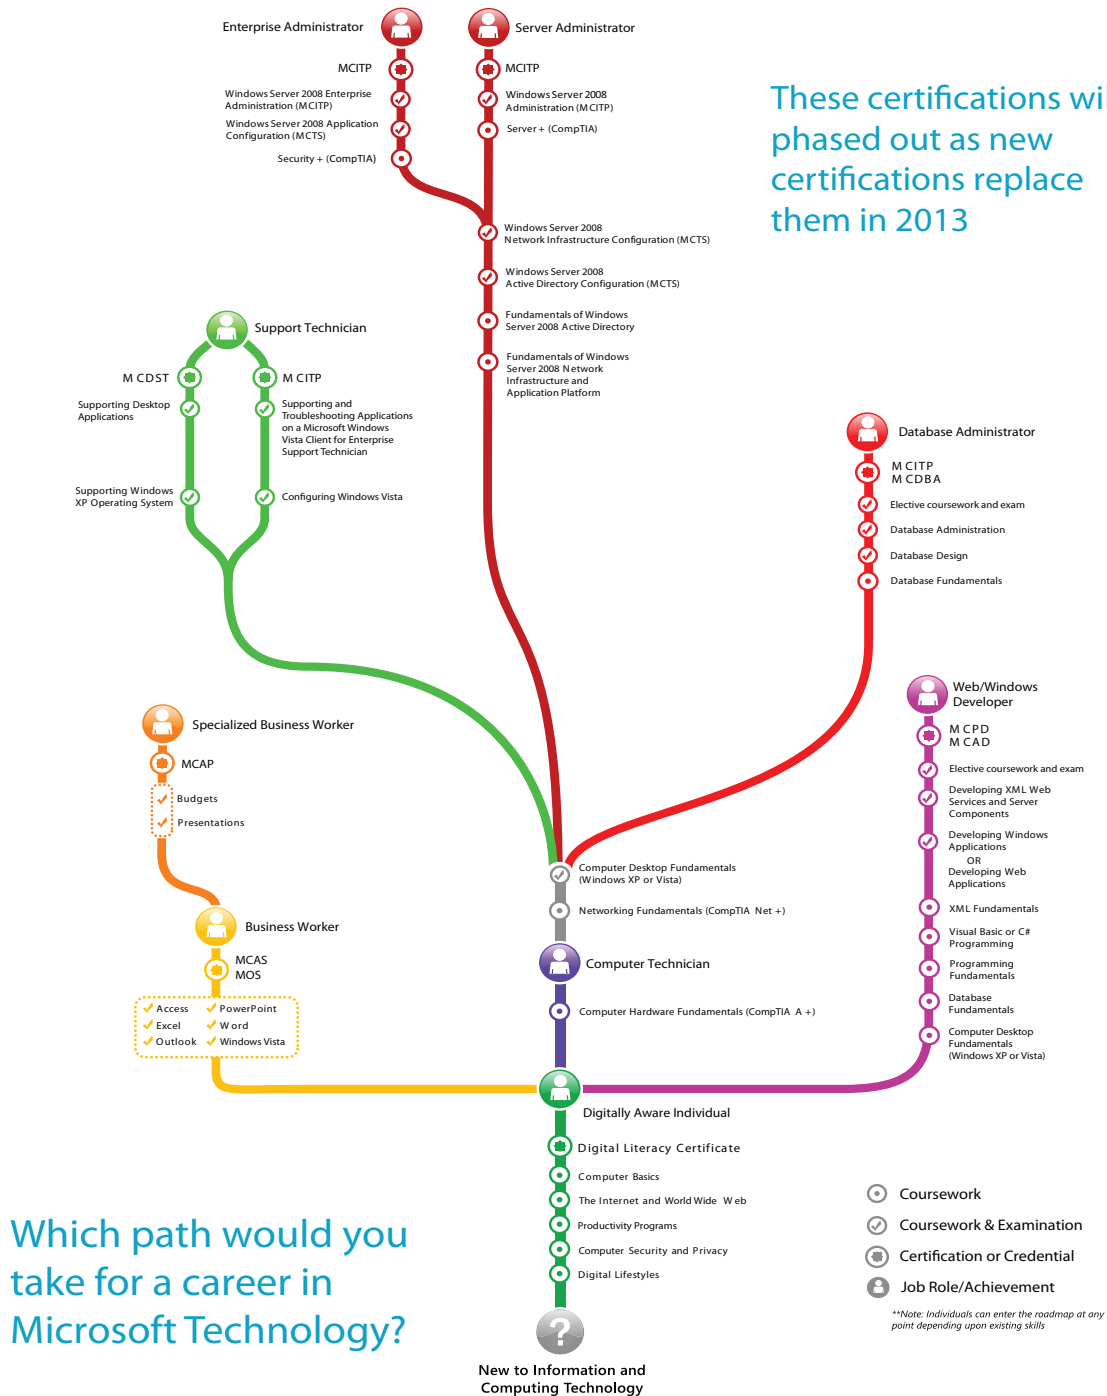 Enterprise Administrator
Server Administrator
MCITP
MCITP
Windows Server 2008 Enterprise
Administration (MCITP)
Windows Server 2008
Administration (MCITP)
Windows Server 2008 Application
Configuration (MCTS)
Server + (CompTIA)
Security + (CompTIA)
These certifications wil
phased out as new
certifications replace
them in 2013
Windows Server 2008
Network Infrastructure Configuration (MCTS)
Windows Server 2008
Active Directory Configuration (MCTS)
Fundamentals of Windows
Server 2008 Active Directory
Fundamentals of Windows
Server 2008 Network
Infrastructure and
Application Platform
Support Technician
MCDST
MCITP
Supporting Desktop
Applications
Supporting and
Troubleshooting Applications
on a Microsoft Windows
Vista Client for Enterprise
Support Technician
Supporting Windows
XP Operating System
Configuring Windows Vista
Database Administrator
MCITP
MCDBA
Elective coursework and exam
Database Administration
Database Design
Database Fundamentals
Web/Windows
Developer
MCPD
MCAD
Elective coursework and exam
Developing XML Web
Services and Server
Components
Developing Windows
Applications
OR
Developing Web
Applications
XML Fundamentals
Visual Basic or C#
Programming
Programming
Fundamentals
Database
Fundamentals
Computer Desktop
Fundamentals
(Windows XP or Vista)
Specialized Business Worker
MCAP
Budgets
Presentations
Business Worker
MCAS
MOS
Access
PowerPoint
Excel
Word
Outlook
Windows Vista
Computer Desktop Fundamentals
(Windows XP or Vista)
Networking Fundamentals (CompTIA Net +)
Computer Technician
Computer Hardware Fundamentals (CompTIA A +)
Digitally Aware Individual
Digital Literacy Certificate
Computer Basics
The Internet and World Wide Web
Productivity Programs
Computer Security and Privacy
Digital Lifestyles
?
New to Information and
Computing Technology
Which path would you
take for a career in
Microsoft Technology?
Coursework
Coursework & Examination
Certification or Credential
Job Role/Achievement
**Note: Individuals can enter the roadmap at any
point depending upon existing skills